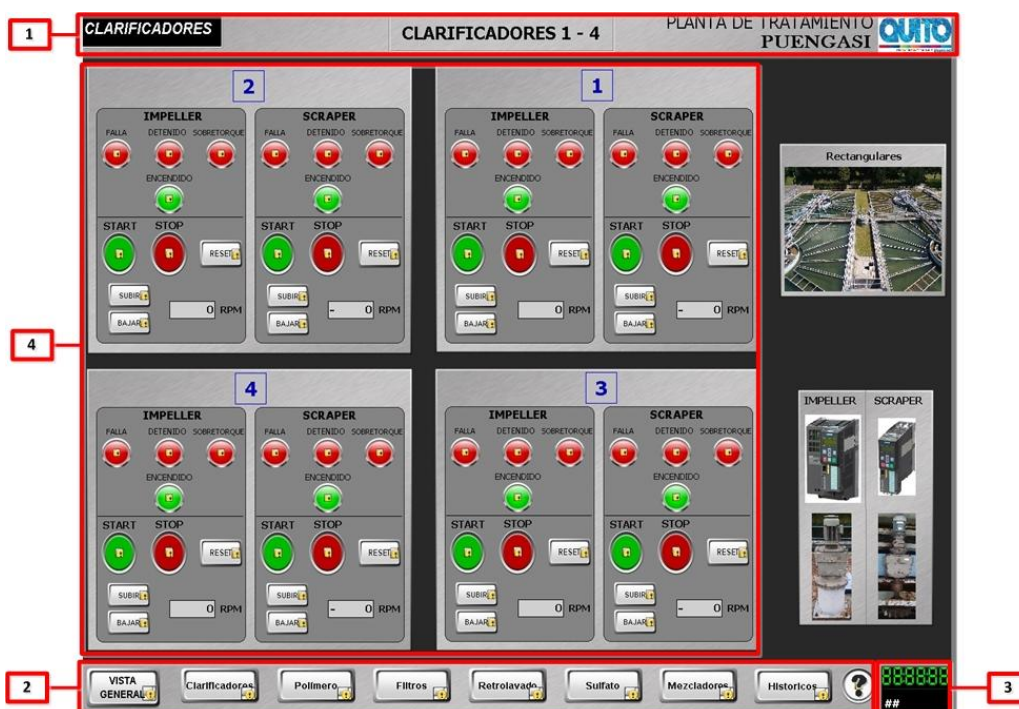 1
CLARIFICADORES
CLARIFICADORES 1 - 4
PLANTA DE TRATAMIENTO
PUENGASI
QUITO
4
2
IMPELLER
SCRAPER
FALLA DETENIDO SOBRETORQUE
FALLA DETENIDO SOBRETORQUE
ENCENDIDO
ENCENDIDO
START STOP
START STOP
RESET
RESET
SUBIR
SUBIR
0 RPM
- 0 RPM
BAJAR
BAJAR
1
IMPELLER
SCRAPER
FALLA DETENIDO SOBRETORQUE
FALLA DETENIDO SOBRETORQUE
ENCENDIDO
ENCENDIDO
START STOP
START STOP
RESET
RESET
SUBIR
SUBIR
0 RPM
- 0 RPM
BAJAR
BAJAR
Rectangulares
4
IMPELLER
SCRAPER
FALLA DETENIDO SOBRETORQUE
FALLA DETENIDO SOBRETORQUE
ENCENDIDO
ENCENDIDO
START STOP
START STOP
RESET
RESET
SUBIR
SUBIR
0 RPM
- 0 RPM
BAJAR
BAJAR
3
IMPELLER
SCRAPER
FALLA DETENIDO SOBRETORQUE
FALLA DETENIDO SOBRETORQUE
ENCENDIDO
ENCENDIDO
START STOP
START STOP
RESET
RESET
SUBIR
SUBIR
0 RPM
- 0 RPM
BAJAR
BAJAR
IMPELLER SCRAPER
2
VISTA
GENERAL
Clarificadores
Polímero
Filtros
Retrolavado
Sulfato
Mezcladores
Historicos
?
888888
##
3